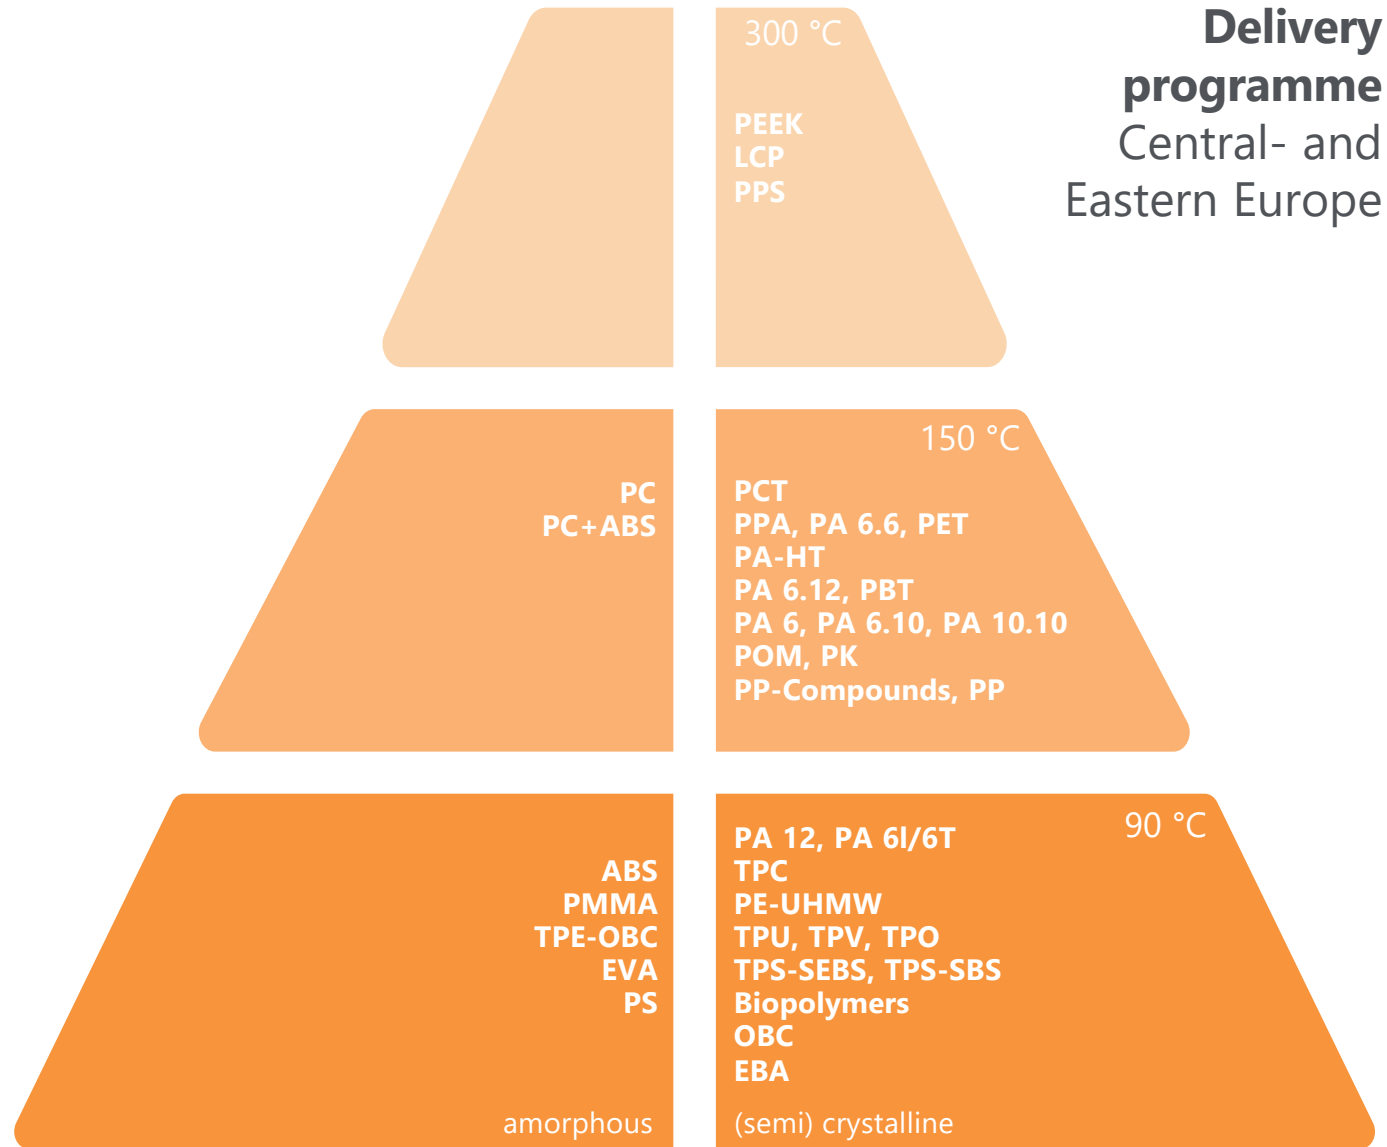 Delivery
programme
Central- and
Eastern Europe
300 °C
PEEK
LCP
PPS
150 °C
PC
PC+ABS
PCT
PPA, PA 6.6, PET
PA-HT
PA 6.12, PBT
PA 6, PA 6.10, PA 10.10
POM, PK
PP-Compounds, PP
90 °C
ABS
PMMA
TPE-OBC
EVA
PS
amorphous
PA 12, PA 6l/6T
TPC
PE-UHMW
TPU, TPV, TPO
TPS-SEBS, TPS-SBS
Biopolymers
OBC
EBA
(semi) crystalline